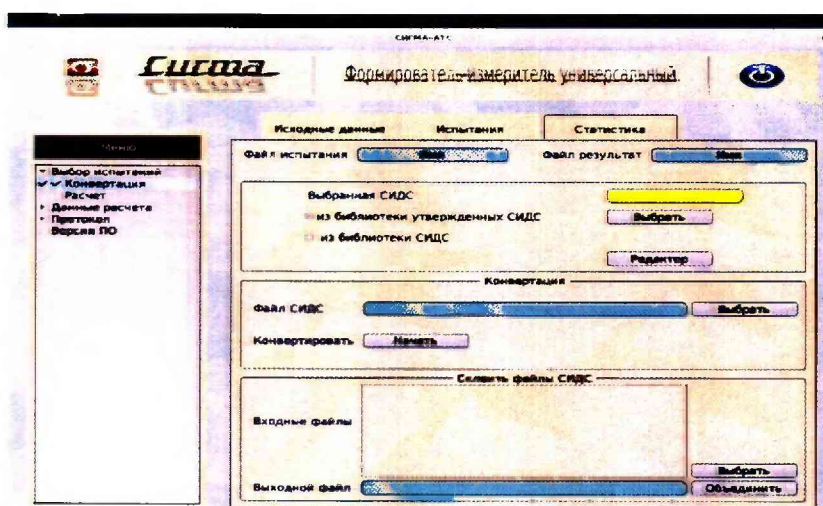 СИГМА-АТС
Сигма
Формирователь-измеритель универсальный
Исходные данные Испытания Статистика
Меню
Выбор испытаний
Конвертация
Расчет
Данные расчета
Протокол
Версия ПО
Файл испытания Имя Файл результат Имя
Выбранная СИДС
из библиотеки утвержденных СИДС Выбрать
из библиотеки СИДС
Редактор
Конвертация
Файл СИДС Выбрать
Конвертировать Начать
Склеить файлы СИДС
Входные файлы
Выбрать
Выходной файл Объединить